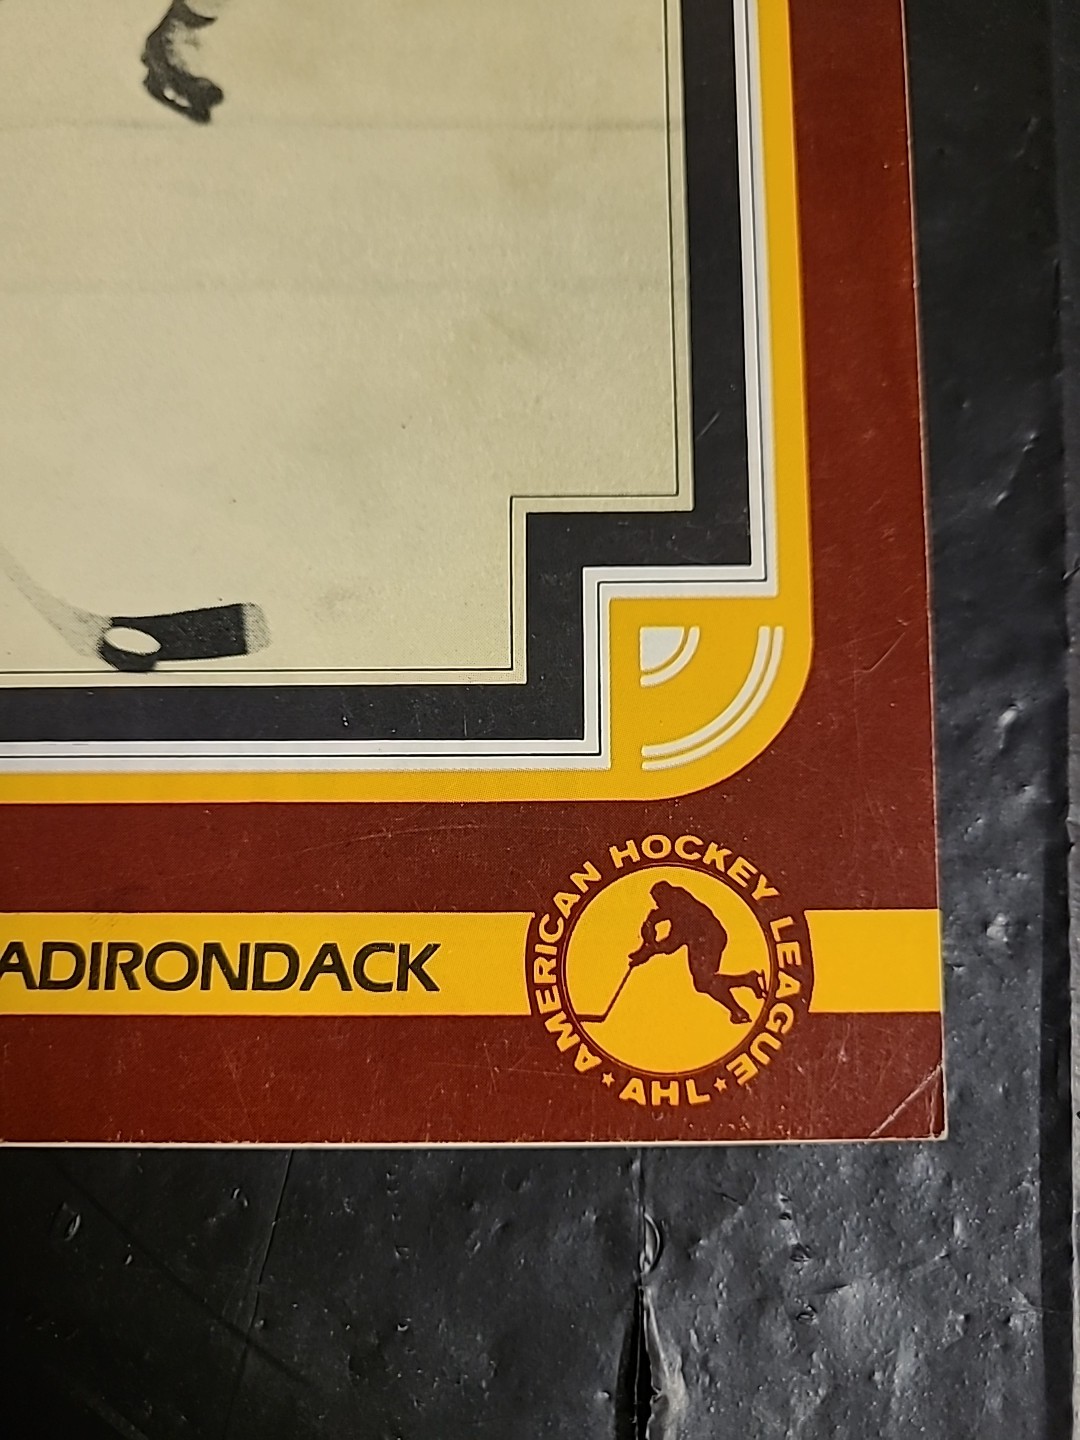 ADIRONDACK
AMERICAN HOCKEY LEAGUE
★ AHL ★